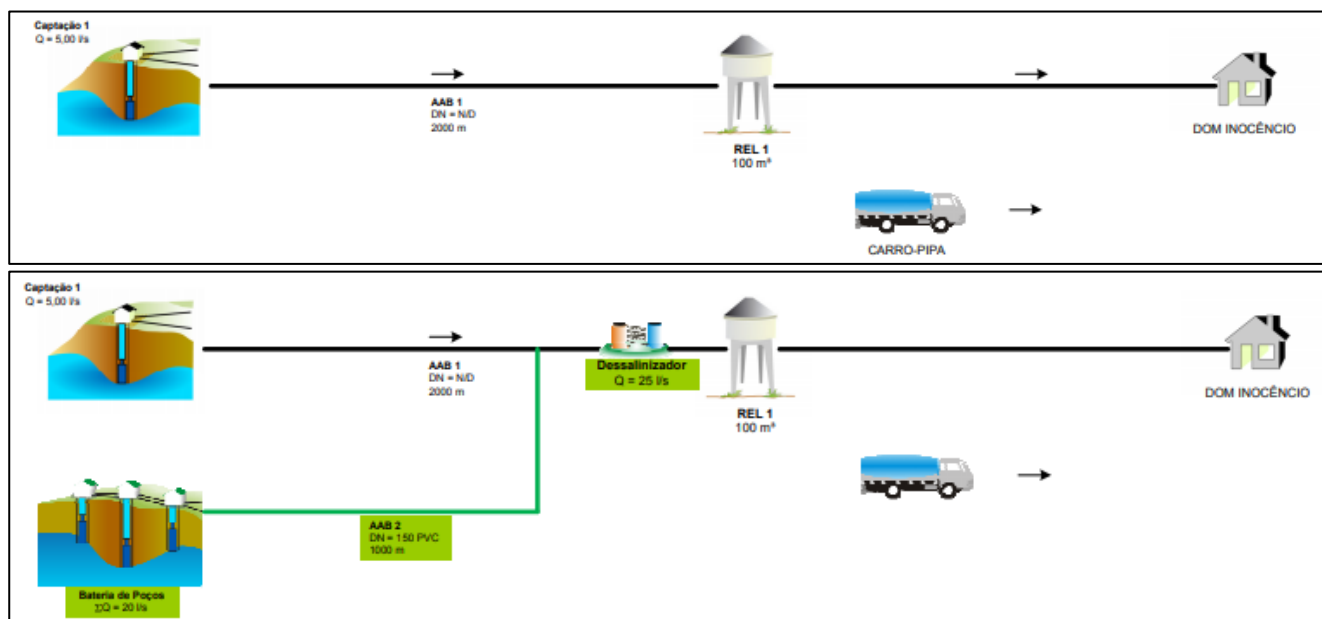 Captação 1
Q = 5,00 l/s
AAB 1
DN = N/D
2000 m
REL 1
100 m³
DOM INOCÊNCIO
CARRO-PIPA
Captação 1
Q = 5,00 l/s
AAB 1
DN = N/D
2000 m
Dessalinizador
Q = 25 l/s
REL 1
100 m³
DOM INOCÊNCIO
AAB 2
DN = 150 PVC
1000 m
Bateria de Poços
ΣQ = 20 l/s